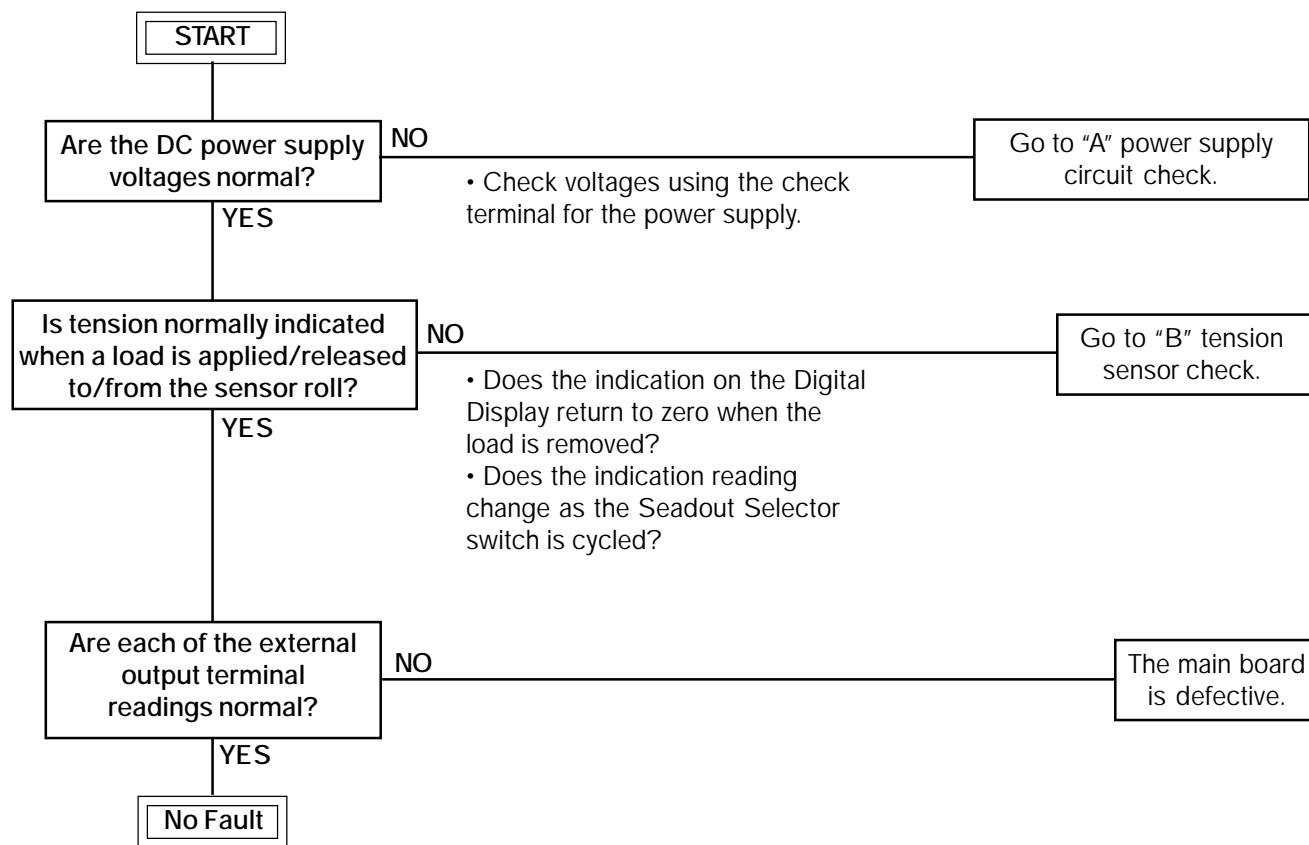 START
Are the DC power supply
voltages normal?
NO
• Check voltages using the check
terminal for the power supply.
Go to “A” power supply
circuit check.
YES
Is tension normally indicated
when a load is applied/released
to/from the sensor roll?
NO
• Does the indication on the Digital
Display return to zero when the
load is removed?
• Does the indication reading
change as the Seadout Selector
switch is cycled?
Go to “B” tension
sensor check.
YES
Are each of the external
output terminal
readings normal?
NO
The main board
is defective.
YES
No Fault